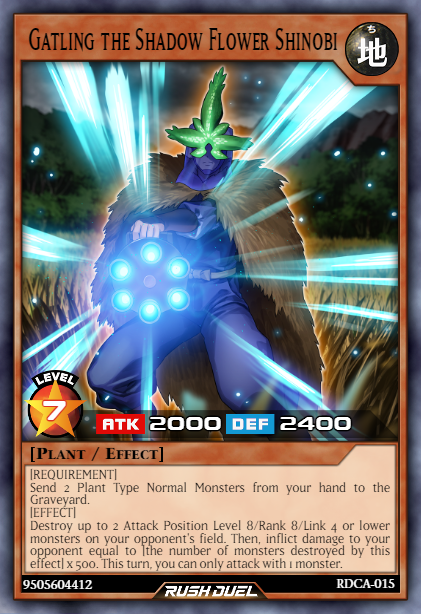 Gatling the Shadow Flower Shinobi
ち
地
LEVEL
7
ATK 2000 DEF 2400
[Plant / Effect]
[REQUIREMENT]
Send 2 Plant Type Normal Monsters from your hand to the
Graveyard.
[EFFECT]
Destroy up to 2 Attack Position Level 8/Rank 8/Link 4 or lower
monsters on your opponent's field. Then, inflict damage to your
opponent equal to [the number of monsters destroyed by this
effect] x 500. This turn, you can only attack with 1 monster.
9505604412
RUSH DUEL
RDCA-015